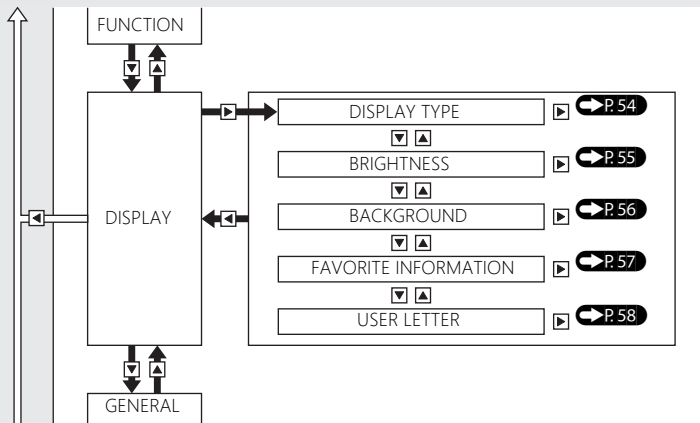 FUNCTION
DISPLAY
DISPLAY TYPE P. 54
BRIGHTNESS P. 55
BACKGROUND P. 56
FAVORITE INFORMATION P. 57
USER LETTER P. 58
GENERAL